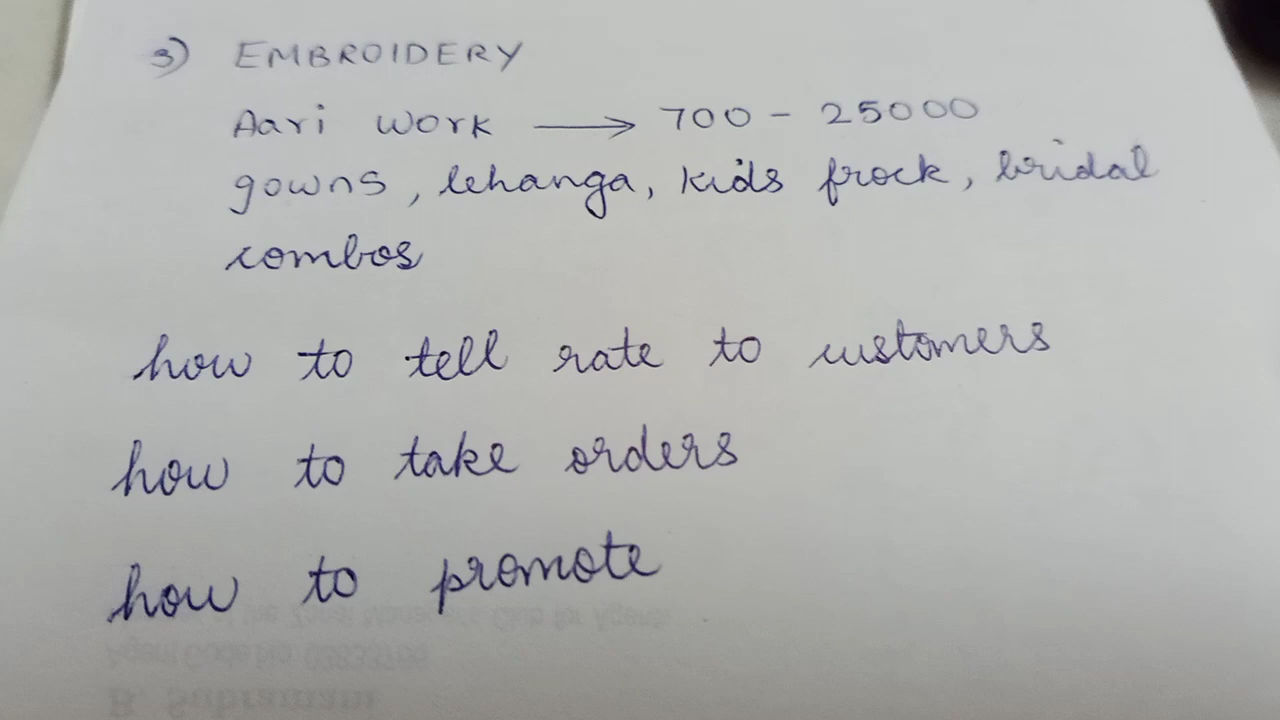 3) EMBROIDERY
Aari work → 700 - 25000
gowns, lehanga, kids frock, bridal
combos
how to tell rate to customers
how to take orders
how to promote